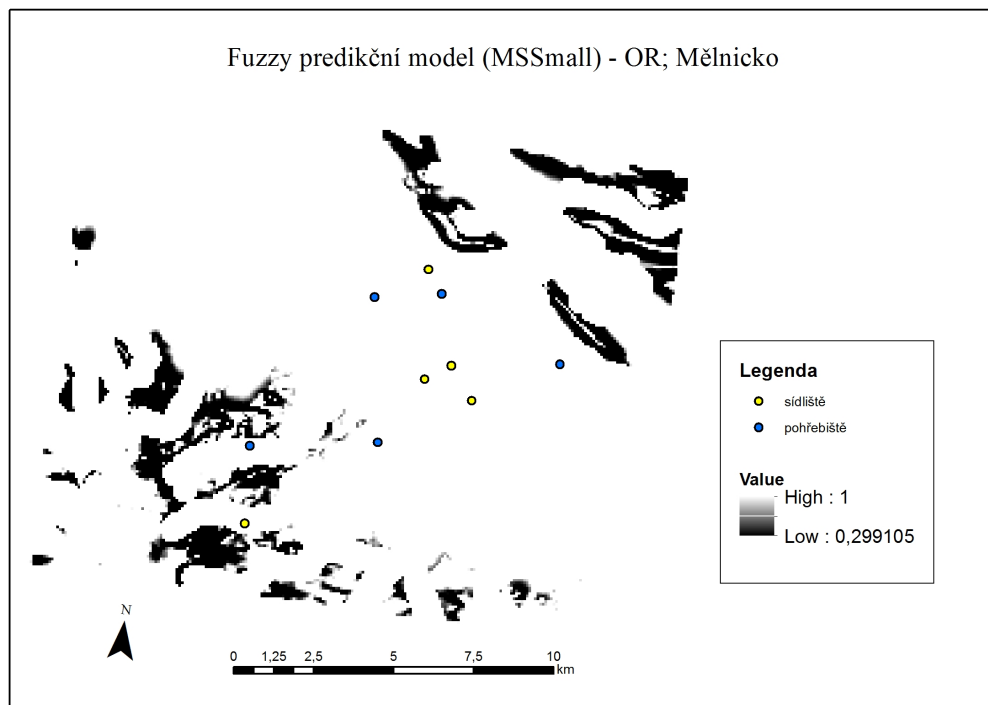 Fuzzy predikční model (MSSmall) - OR; Mělnicko
Legenda
sídliště
pohřebiště
Value
High : 1
Low : 0,299105
N
0 1,25 2,5 5 7,5 10
km